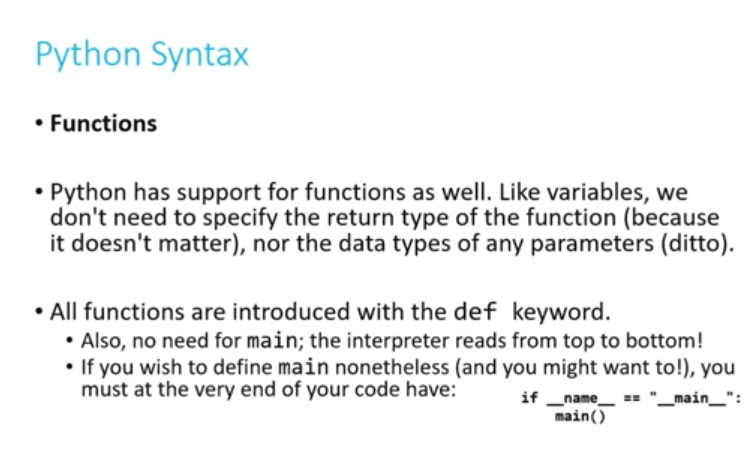 Python Syntax
• Functions
• Python has support for functions as well. Like variables, we
don't need to specify the return type of the function (because
it doesn't matter), nor the data types of any parameters (ditto).
• All functions are introduced with the def keyword.
• Also, no need for main; the interpreter reads from top to bottom!
• If you wish to define main nonetheless (and you might want to!), you
must at the very end of your code have:
if __name__ == "__main__":
main()